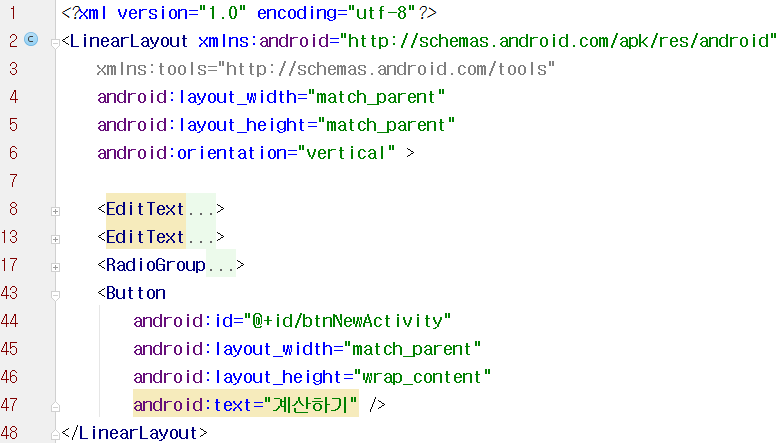 1 <?xml version="1.0" encoding="utf-8"?>
2 C <LinearLayout xmlns:android="http://schemas.android.com/apk/res/android"
3 xmlns:tools="http://schemas.android.com/tools"
4 android:layout_width="match_parent"
5 android:layout_height="match_parent"
6 android:orientation="vertical" >
7
8 <EditText...>
13 <EditText...>
17 <RadioGroup...>
43 <Button
44 android:id="@+id/btnNewActivity"
45 android:layout_width="match_parent"
46 android:layout_height="wrap_content"
47 android:text="계산하기" />
48 </LinearLayout>